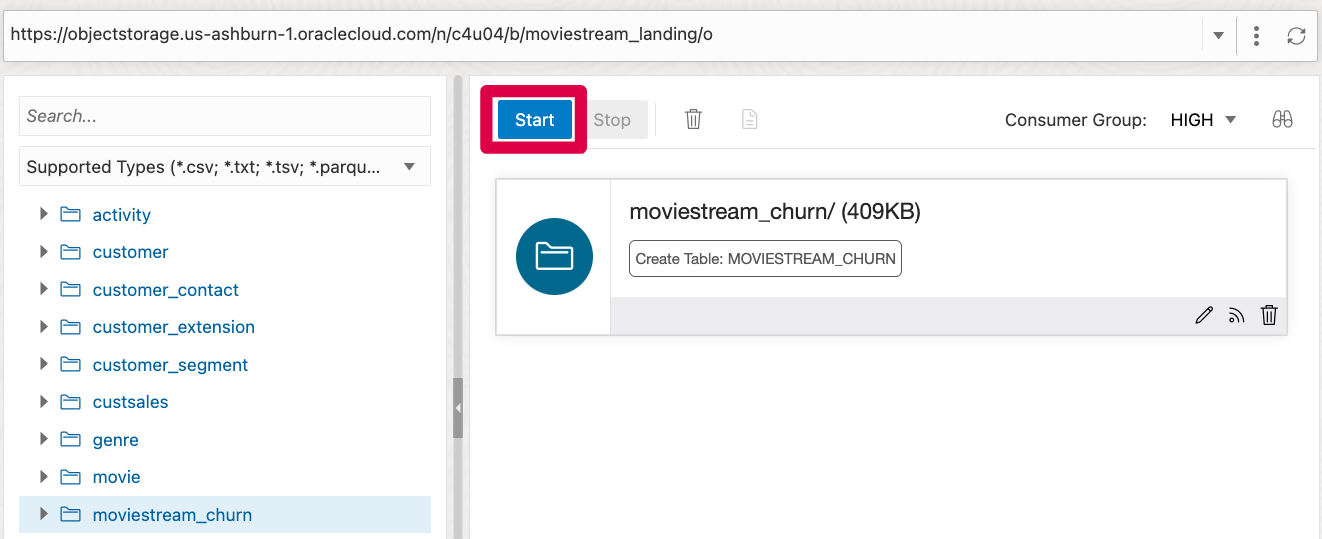 https://objectstorage.us-ashburn-1.oraclecloud.com/n/c4u04/b/moviestream_landing/o
Search...
Supported Types (*.csv; *.txt; *.tsv; *.parqu...
activity
customer
customer_contact
customer_extension
customer_segment
custsales
genre
movie
moviestream_churn
Start Stop Consumer Group: HIGH
moviestream_churn/ (409KB)
Create Table: MOVIESTREAM_CHURN